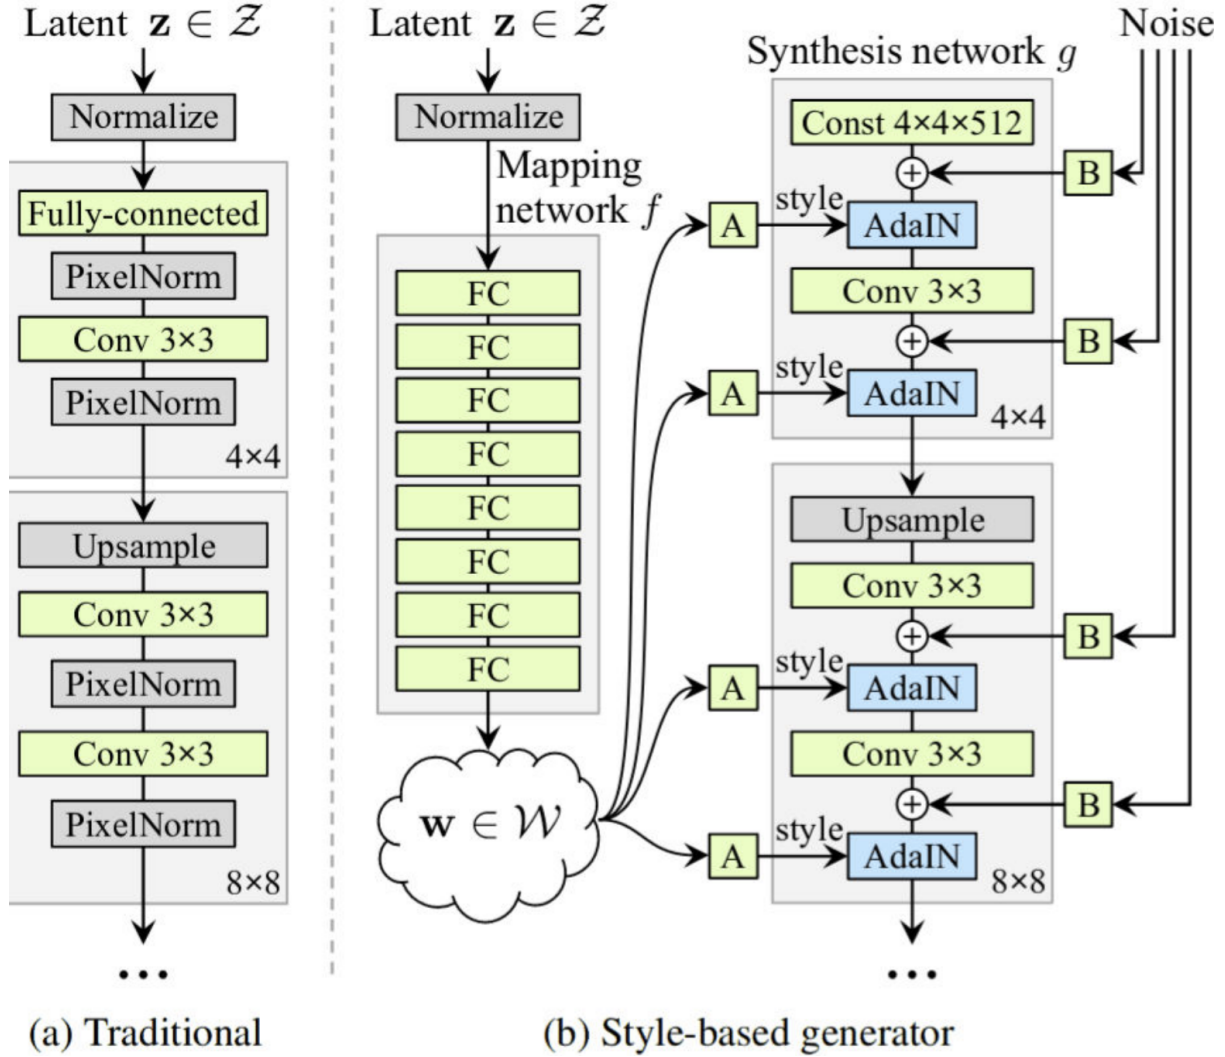 Latent z ∈ 𝒵
Normalize
Fully-connected
PixelNorm
Conv 3×3
PixelNorm
4×4
Upsample
Conv 3×3
PixelNorm
Conv 3×3
PixelNorm
8×8
...
(a) Traditional
Latent z ∈ 𝒵
Normalize
Mapping
network f
FC
FC
FC
FC
FC
FC
FC
FC
w ∈ 𝒲
A
style
A
style
A
style
A
style
Synthesis network g
Const 4×4×512
+
AdaIN
Conv 3×3
+
AdaIN
4×4
Upsample
Conv 3×3
+
AdaIN
Conv 3×3
+
AdaIN
8×8
...
Noise
B
B
B
B
(b) Style-based generator